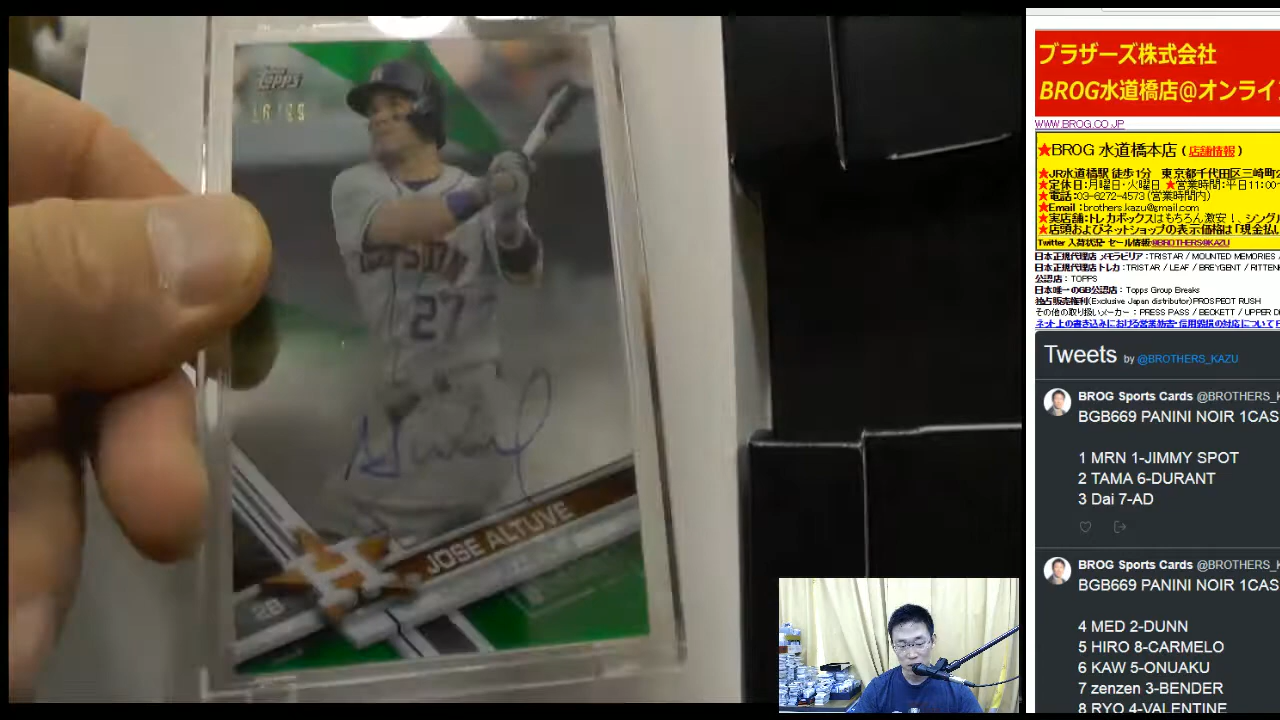 topps
HOUSTON
27
JOSE ALTUVE
2B
ブラザーズ株式会社
BROG水道橋店@オンライン
WWW.BROG.CO.JP
★BROG 水道橋本店 ( 店舗情報 )
★JR水道橋駅 徒歩1分 東京都千代田区三崎町
★定休日:月曜日・火曜日 ★営業時間:平日11:00
★電話:03-6272-4573 (営業時間内)
★Email :brothers.kazu@gmail.com
★実店舗:トレカボックスはもちろん激安！、シングル
★店頭およびネットショップの表示価格は「現金払い
Twitter 入荷状況・セール情報:@BROTHERS@KAZU
日本正規代理店 メモラビリア:TRISTAR / MOUNTED MEMORIES /
日本正規代理店 トレカ:TRISTAR / LEAF / BREYGENT / RITTEN
公認店:TOPPS
日本唯一のGB公認店: Topps Group Breaks
独占販売権利(Exclusive Japan distributor)PROSPECT RUSH
その他の取り扱いメーカー: PRESS PASS / BECKETT / UPPER D
ネット上の書き込みにおける営業妨害・信用毀損の対応について
Tweets by @BROTHERS_KAZU
BROG Sports Cards @BROTHERS_K
BGB669 PANINI NOIR 1CAS
1 MRN 1-JIMMY SPOT
2 TAMA 6-DURANT
3 Dai 7-AD
BROG Sports Cards @BROTHERS_K
BGB669 PANINI NOIR 1CAS
4 MED 2-DUNN
5 HIRO 8-CARMELO
6 KAW 5-ONUAKU
7 zenzen 3-BENDER
8 RYO 4-VALENTINE